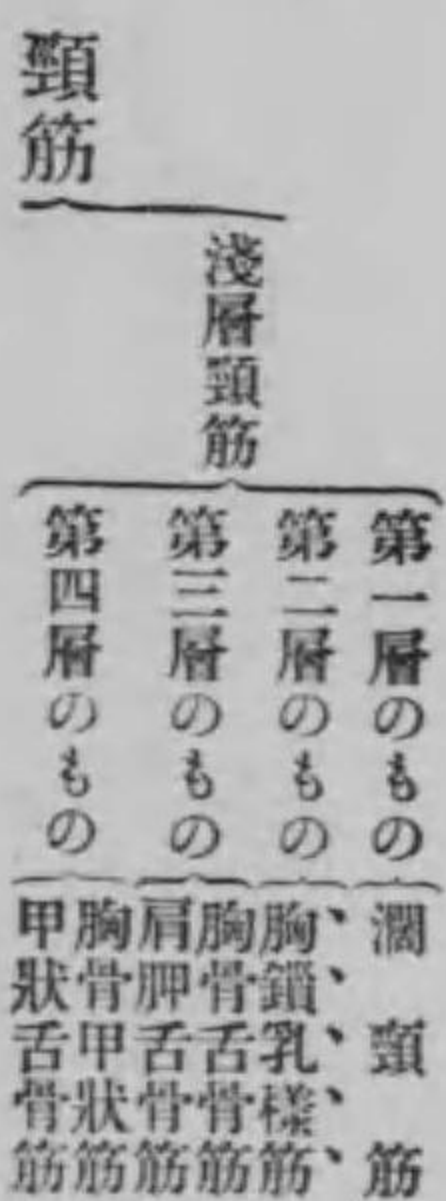 頸筋
淺層頸筋
第一層のもの
濶頸筋
第二層のもの
胸鎖乳樣筋
第三層のもの
胸骨舌骨筋
肩胛舌骨筋
第四層のもの
胸骨甲狀筋
甲狀舌骨筋